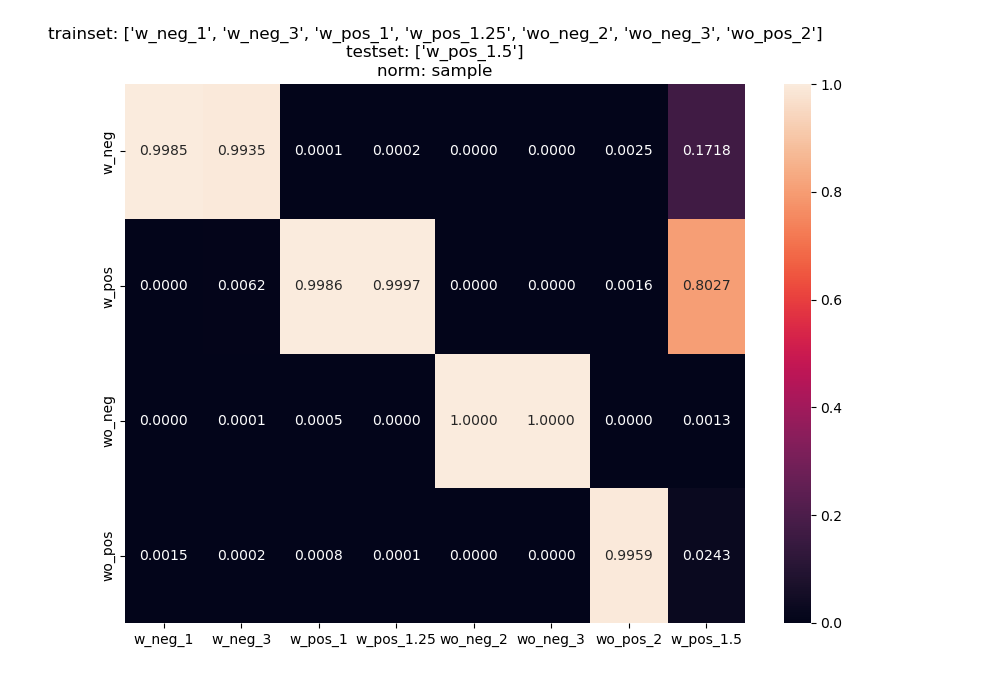 trainset: ['w_neg_1', 'w_neg_3', 'w_pos_1', 'w_pos_1.25', 'wo_neg_2', 'wo_neg_3', 'wo_pos_2']
testset: ['w_pos_1.5']
norm: sample
w_neg 0.9985 0.9935 0.0001 0.0002 0.0000 0.0000 0.0025 0.1718
w_pos 0.0000 0.0062 0.9986 0.9997 0.0000 0.0000 0.0016 0.8027
wo_neg 0.0000 0.0001 0.0005 0.0000 1.0000 1.0000 0.0000 0.0013
wo_pos 0.0015 0.0002 0.0008 0.0001 0.0000 0.0000 0.9959 0.0243
w_neg_1 w_neg_3 w_pos_1 w_pos_1.25 wo_neg_2 wo_neg_3 wo_pos_2 w_pos_1.5
1.0
0.8
0.6
0.4
0.2
0.0